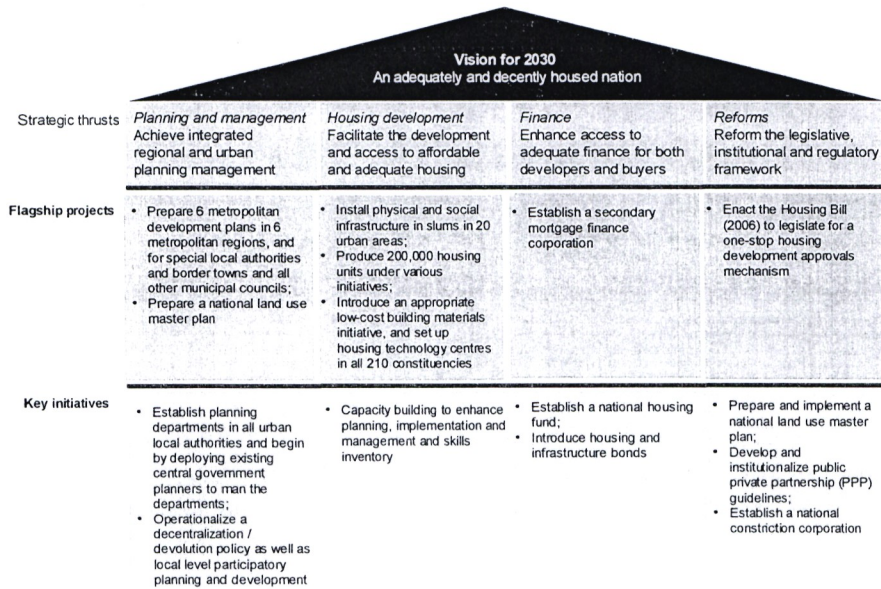 Vision for 2030
An adequately and decently housed nation
Strategic thrusts
Planning and management
Achieve integrated
regional and urban
planning management
Housing development
Facilitate the development
and access to affordable
and adequate housing
Finance
Enhance access to
adequate finance for both
developers and buyers
Reforms
Reform the legislative,
institutional and regulatory
framework
Flagship projects
• Prepare 6 metropolitan
development plans in 6
metropolitan regions, and
for special local authorities
and border towns and all
other municipal councils;
• Prepare a national land use
master plan
• Install physical and social
infrastructure in slums in 20
urban areas;
• Produce 200,000 housing
units under various
initiatives;
• Introduce an appropriate
low-cost building materials
initiative, and set up
housing technology centres
in all 210 constituencies
• Establish a secondary
mortgage finance
corporation
• Enact the Housing Bill
(2006) to legislate for a
one-stop housing
development approvals
mechanism
Key initiatives
• Establish planning
departments in all urban
local authorities and begin
by deploying existing
central government
planners to man the
departments;
• Operationalize a
decentralization /
devolution policy as well as
local level participatory
planning and development
• Capacity building to enhance
planning, implementation and
management and skills
inventory
• Establish a national housing
fund;
• Introduce housing and
infrastructure bonds
• Prepare and implement a
national land use master
plan;
• Develop and
institutionalize public
private partnership (PPP)
guidelines;
• Establish a national
constriction corporation